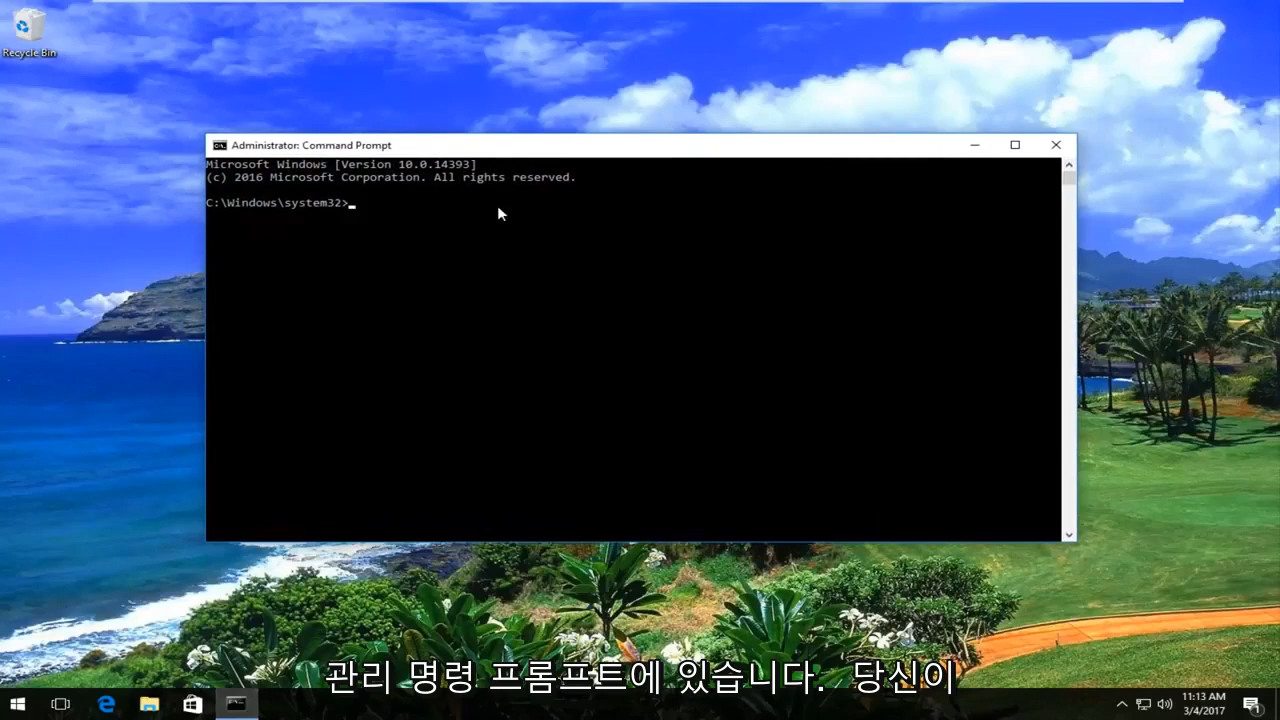 Recycle Bin
Administrator: Command Prompt
Microsoft Windows [Version 10.0.14393]
(c) 2016 Microsoft Corporation. All rights reserved.
C:\Windows\system32>
관리 명령 프롬프트에 있습니다. 당신이
11:13 AM
3/4/2017
1